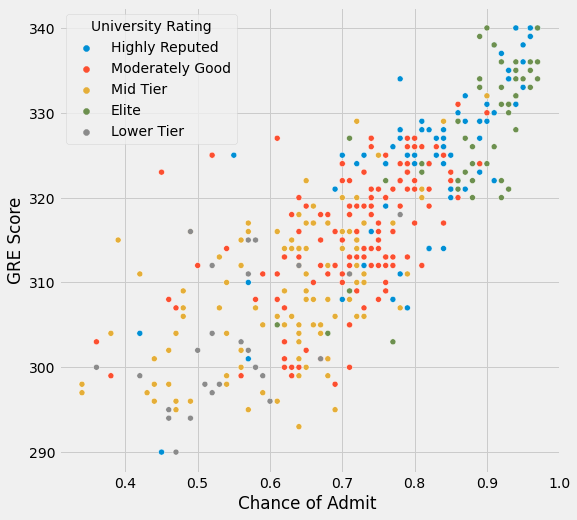 University Rating
Highly Reputed
Moderately Good
Mid Tier
Elite
Lower Tier
340
330
320
310
300
290
GRE Score
0.4 0.5 0.6 0.7 0.8 0.9 1.0
Chance of Admit